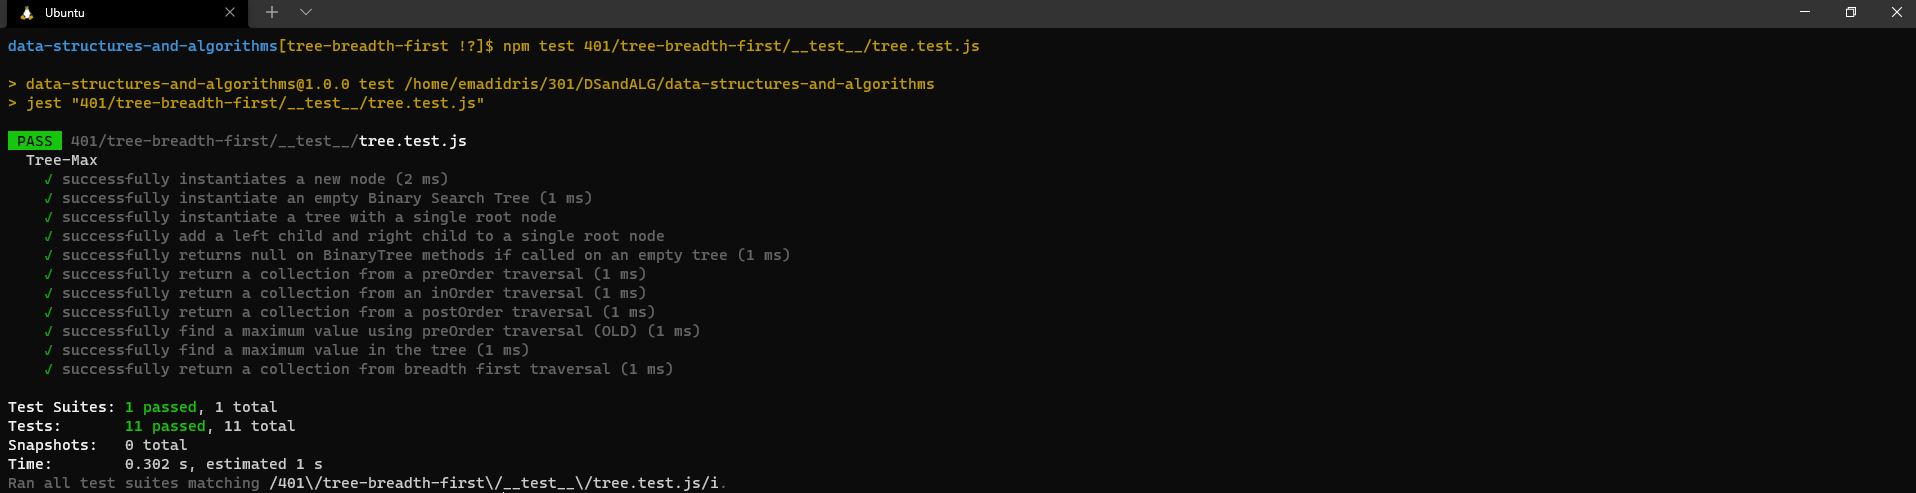 Ubuntu
data-structures-and-algorithms[tree-breadth-first !?]$ npm test 401/tree-breadth-first/__test__/tree.test.js
> data-structures-and-algorithms@1.0.0 test /home/emadidris/301/DSandALG/data-structures-and-algorithms
> jest "401/tree-breadth-first/__test__/tree.test.js"
PASS 401/tree-breadth-first/__test__/tree.test.js
Tree-Max
√ successfully instantiates a new node (2 ms)
√ successfully instantiate an empty Binary Search Tree (1 ms)
√ successfully instantiate a tree with a single root node
√ successfully add a left child and right child to a single root node
√ successfully returns null on BinaryTree methods if called on an empty tree (1 ms)
√ successfully return a collection from a preOrder traversal (1 ms)
√ successfully return a collection from an inOrder traversal (1 ms)
√ successfully return a collection from a postOrder traversal (1 ms)
√ successfully find a maximum value using preOrder traversal (OLD) (1 ms)
√ successfully find a maximum value in the tree (1 ms)
√ successfully return a collection from breadth first traversal (1 ms)
Test Suites: 1 passed, 1 total
Tests: 11 passed, 11 total
Snapshots: 0 total
Time: 0.302 s, estimated 1 s
Ran all test suites matching /401\/tree-breadth-first\/__test__\/tree.test.js/i.